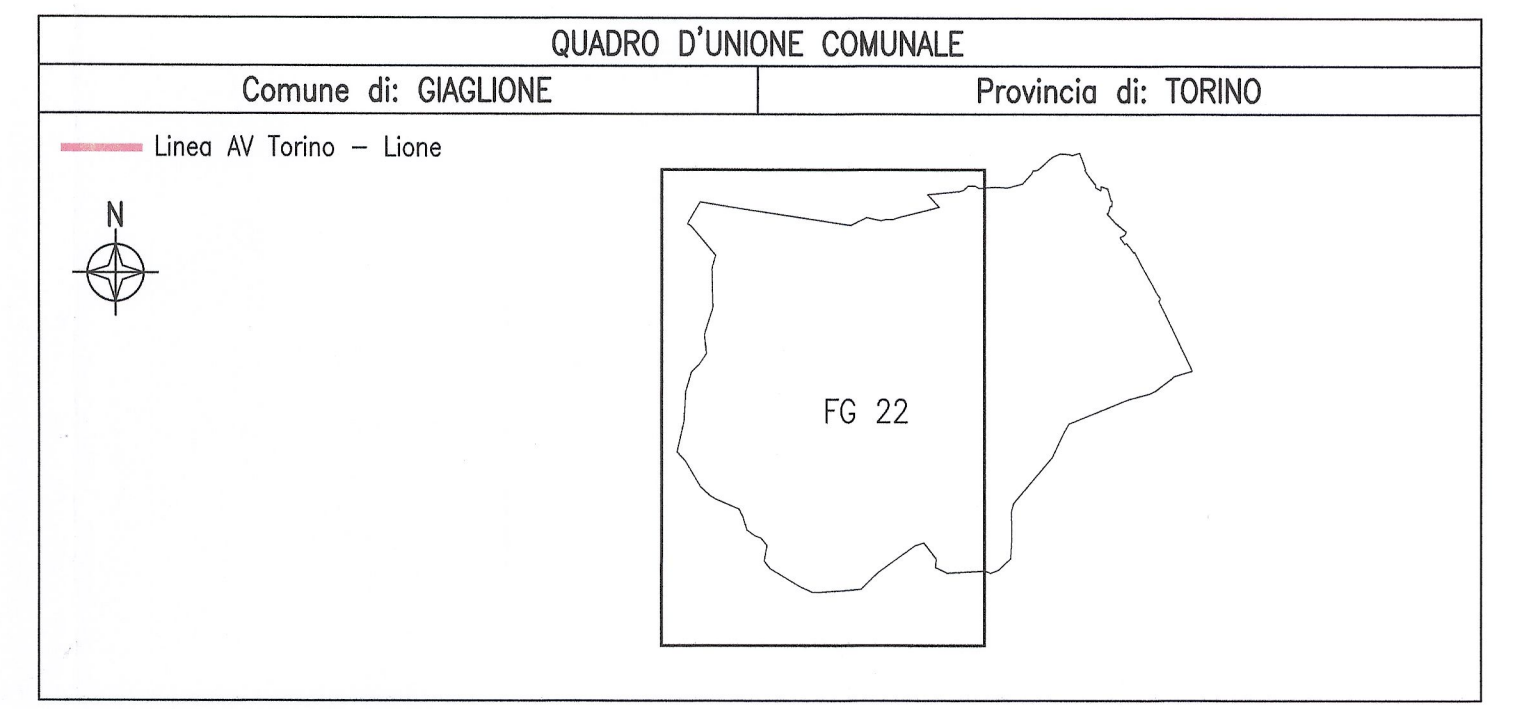 QUADRO D'UNIONE COMUNALE
Comune di: GIAGLIONE
Provincia di: TORINO
Linea AV Torino – Lione
N
FG 22